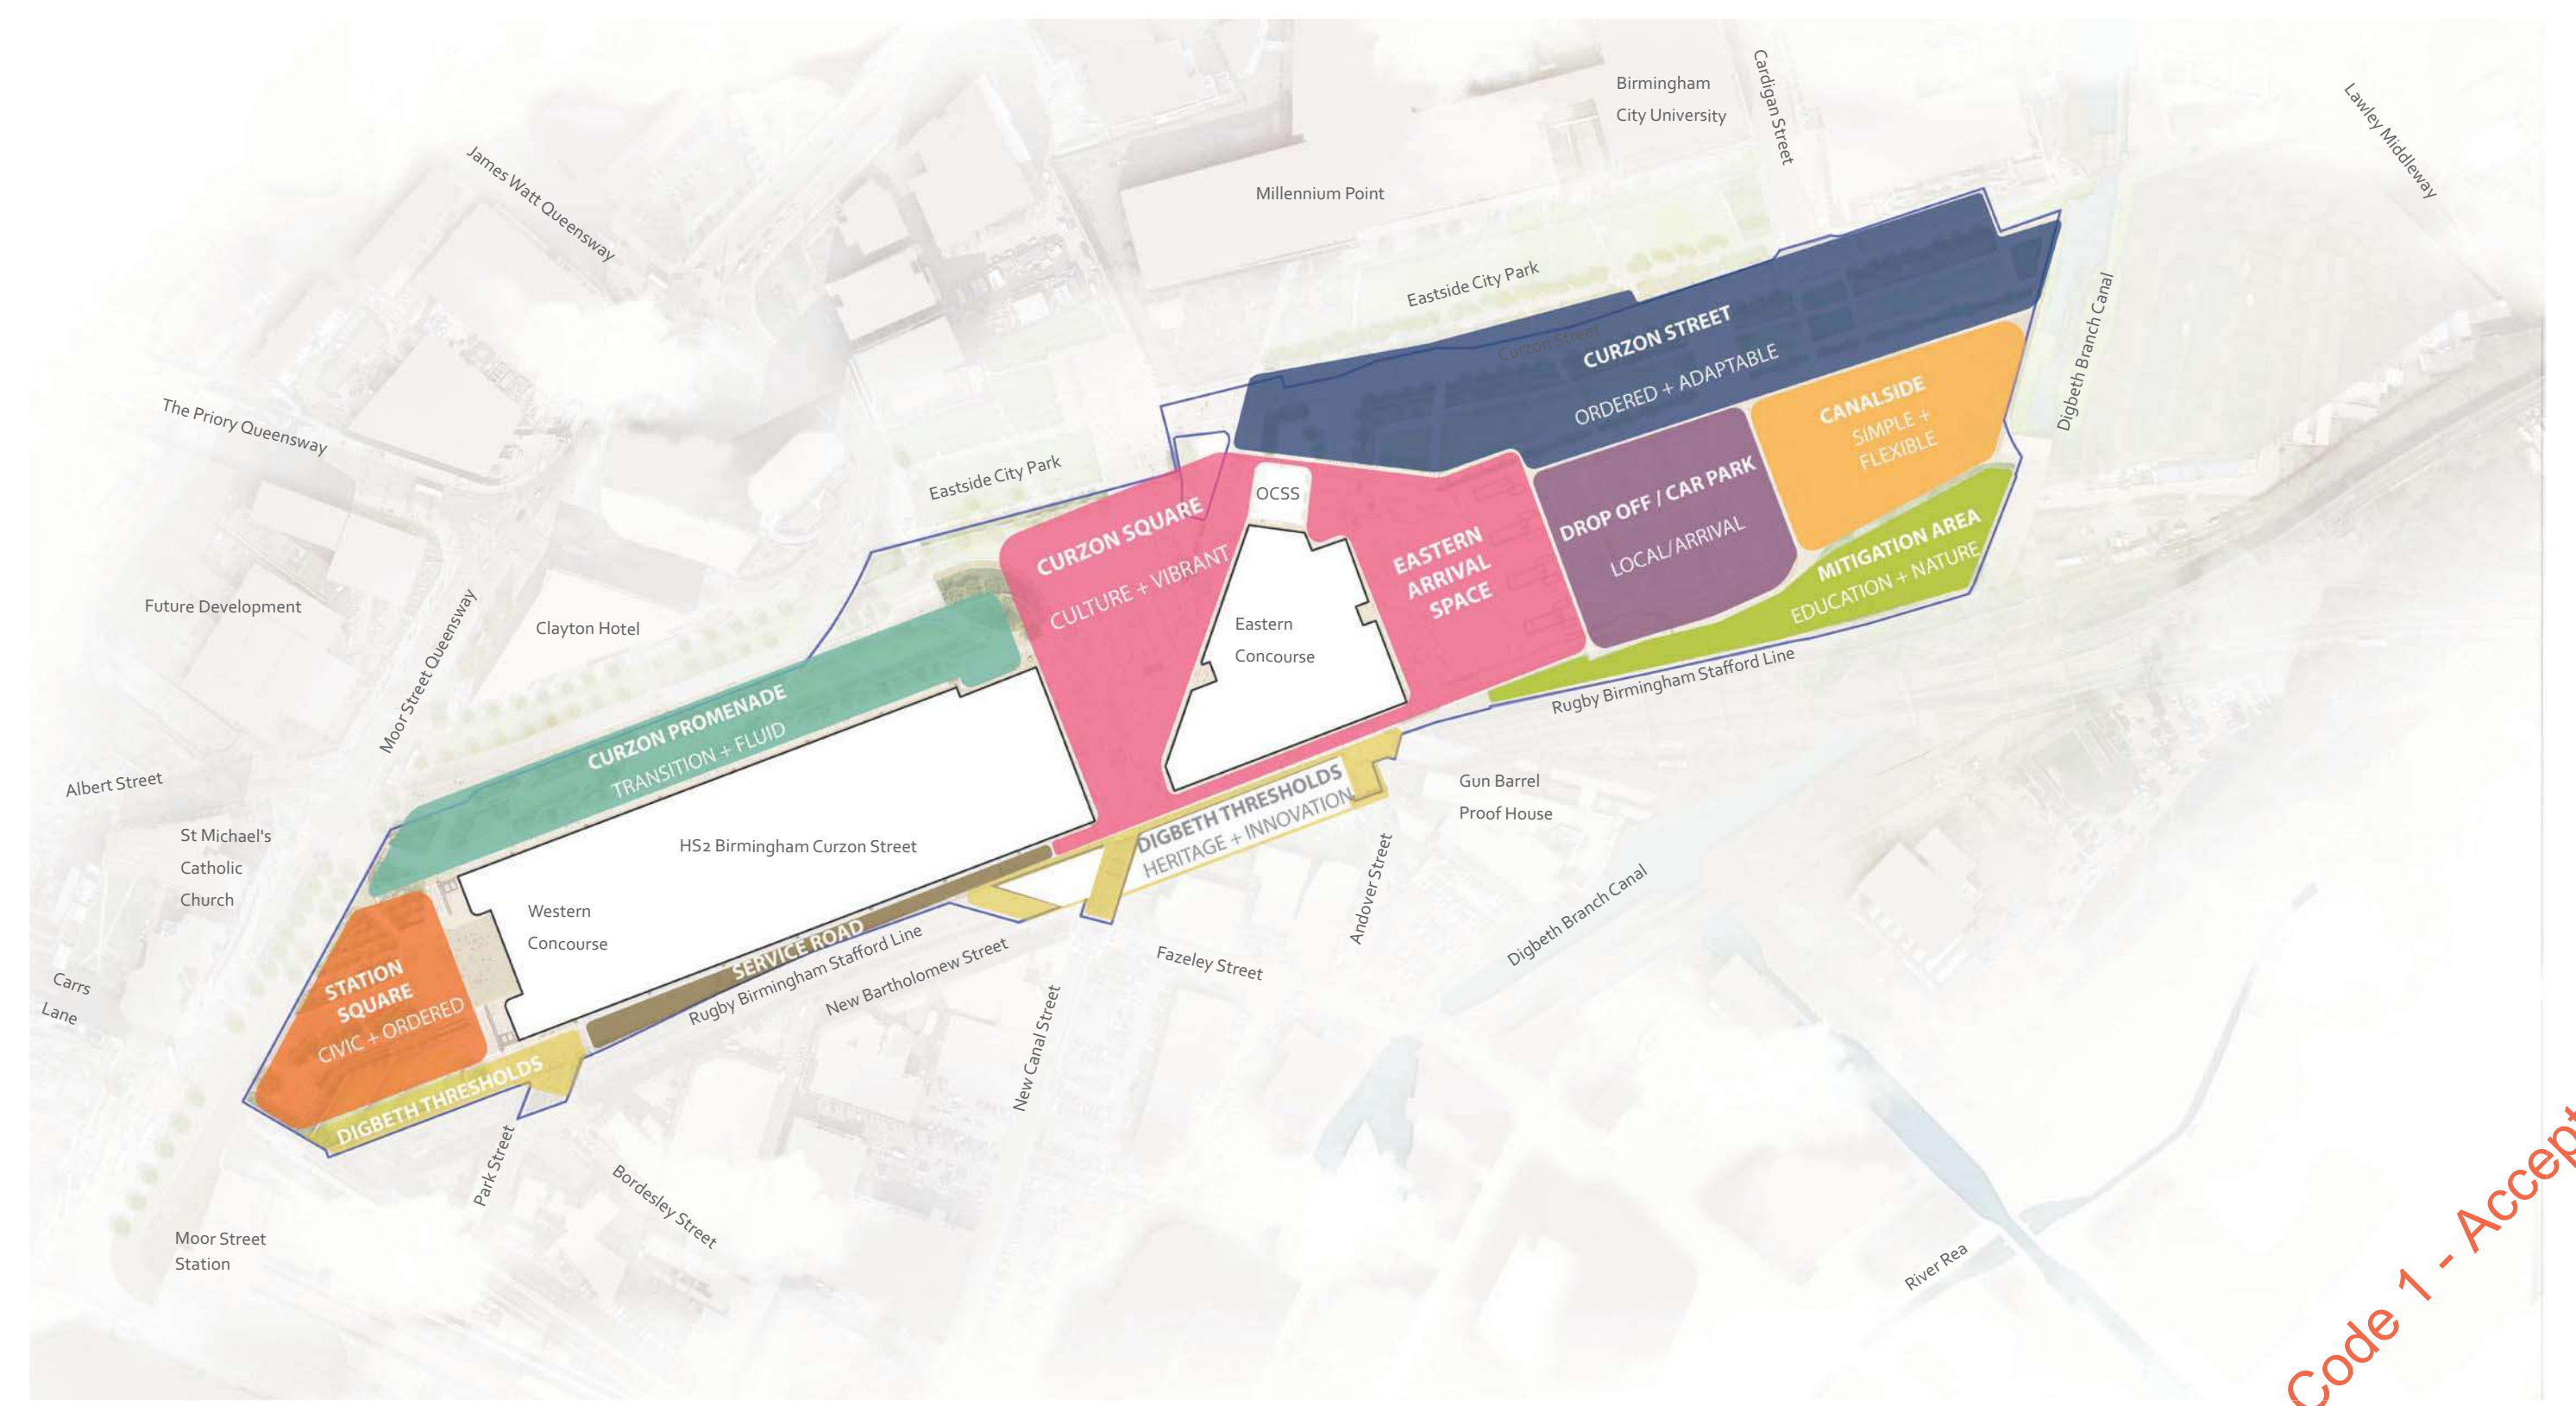 Birmingham
City University
Cardigan Street
Lawley Middleway
James Watt Queensway
Millennium Point
Eastside City Park
Curzon Street
CURZON STREET
ORDERED + ADAPTABLE
Digbeth Branch Canal
CANALSIDE
SIMPLE +
FLEXIBLE
The Priory Queensway
Eastside City Park
OCSS
DROP OFF / CAR PARK
LOCAL/ARRIVAL
CURZON SQUARE
CULTURE + VIBRANT
EASTERN
ARRIVAL
SPACE
MITIGATION AREA
EDUCATION + NATURE
Future Development
Clayton Hotel
Moor Street Queensway
Eastern
Concourse
Rugby Birmingham Stafford Line
CURZON PROMENADE
TRANSITION + FLUID
Albert Street
Gun Barrel
Proof House
DIGBETH THRESHOLDS
HERITAGE + INNOVATION
St Michael's
Catholic
Church
HS2 Birmingham Curzon Street
Andover Street
Digbeth Branch Canal
Western
Concourse
SERVICE ROAD
Rugby Birmingham Stafford Line
New Bartholomew Street
Fazeley Street
Carrs
Lane
STATION
SQUARE
CIVIC + ORDERED
New Canal Street
DIGBETH THRESHOLDS
Park Street
Bordesley Street
Moor Street
Station
River Rea
Code 1 - Accept